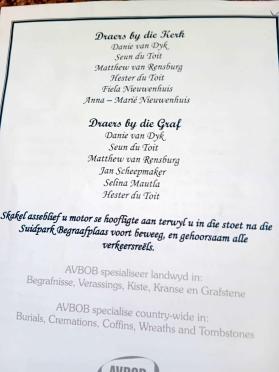 Draers by die Kerk
Danie van Dyk
Seun du Toit
Matthew van Rensburg
Hester du Toit
Fiela Nieuwenhuis
Anna – Marié Nieuwenhuis
Draers by die Graf
Danie van Dyk
Seun du Toit
Matthew van Rensburg
Jan Scheepmaker
Selina Mautla
Hester du Toit
Skakel asseblief u motor se hoofligte aan terwyl u in die stoet na die
Suidpark Begraafplaas voort beweeg, en gehoorsaam alle
verkeersreëls.
AVBOB spesialiseer landwyd in:
Begrafnisse, Verassings, Kiste, Kranse en Grafstene
AVBOB specialise country-wide in:
Burials, Cremations, Coffins, Wreaths and Tombstones
AVBOB